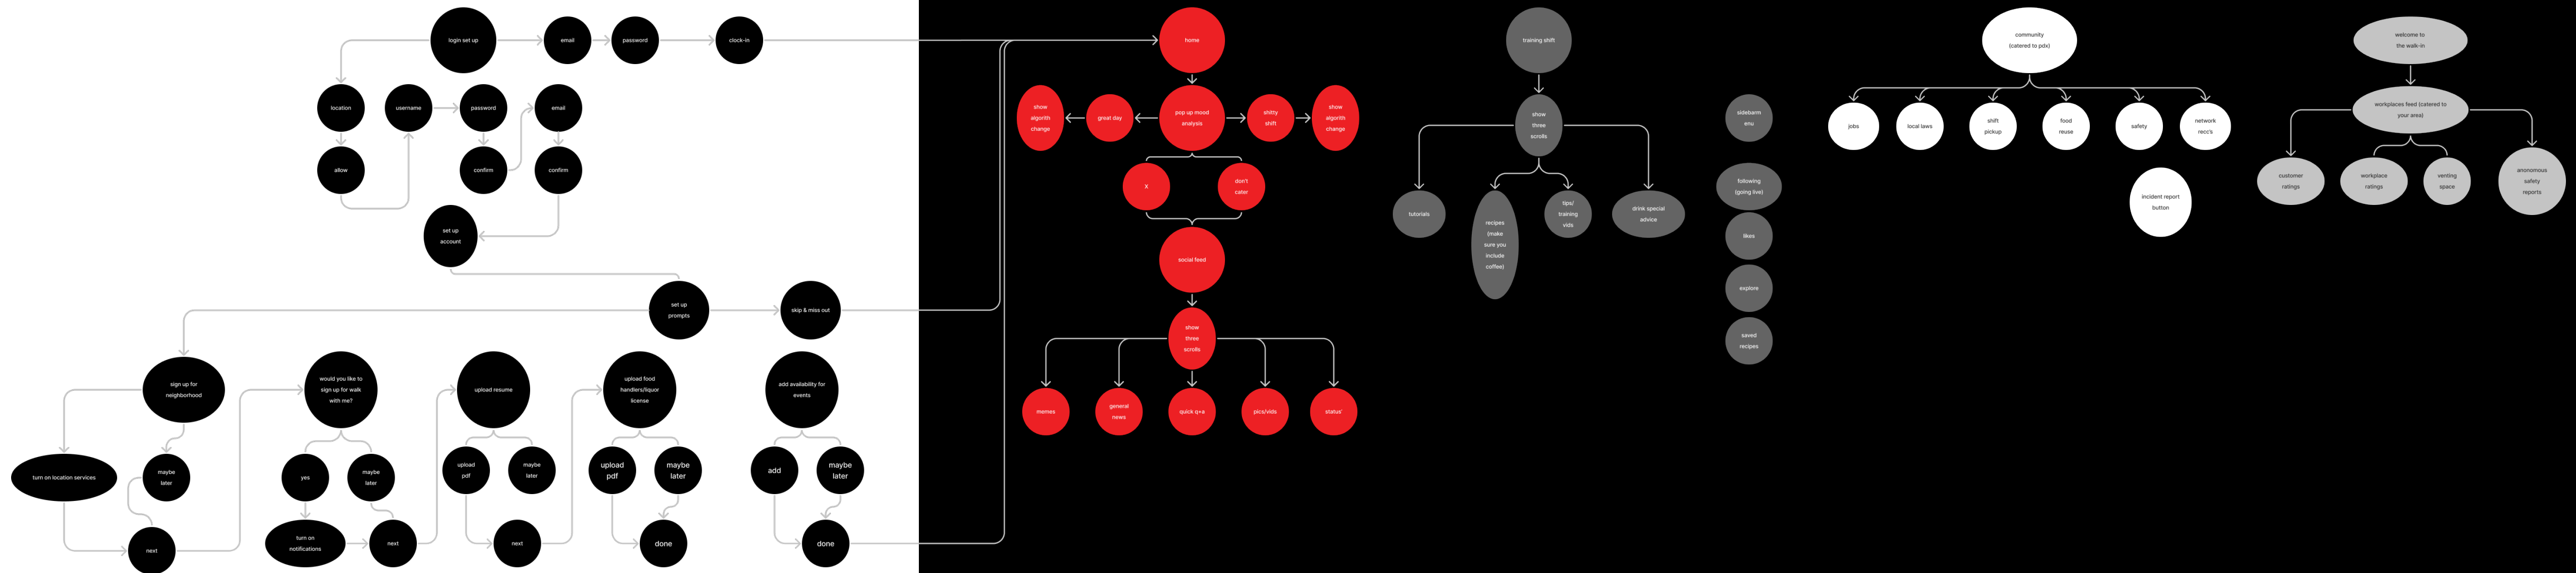 login set up
email
password
clock-in
location
username
password
email
allow
confirm
confirm
set up
account
set up
prompts
skip & miss out
sign up for
neighborhood
would you like to
sign up for walk
with me?
upload resume
upload food
handlers/liquor
license
add availability for
events
turn on location services
maybe
later
yes
maybe
later
upload
pdf
maybe
later
upload
pdf
maybe
later
add
maybe
later
next
turn on
notifications
next
next
done
done
home
show
algorith
change
great day
pop up mood
analysis
shitty
shift
show
algorith
change
X
don't
cater
social feed
show
three
scrolls
memes
general
news
quick q+a
pics/vids
status'
training shift
show
three
scrolls
tutorials
recipes
(make
sure you
include
coffee)
tips/
training
vids
drink special
advice
sidebarm
enu
following
(going live)
likes
explore
saved
recipes
community
(catered to pdx)
jobs
local laws
shift
pickup
food
reuse
safety
network
recc's
incident report
button
welcome to
the walk-in
workplaces feed (catered to
your area)
customer
ratings
workplace
ratings
venting
space
anonomous
safety
reports